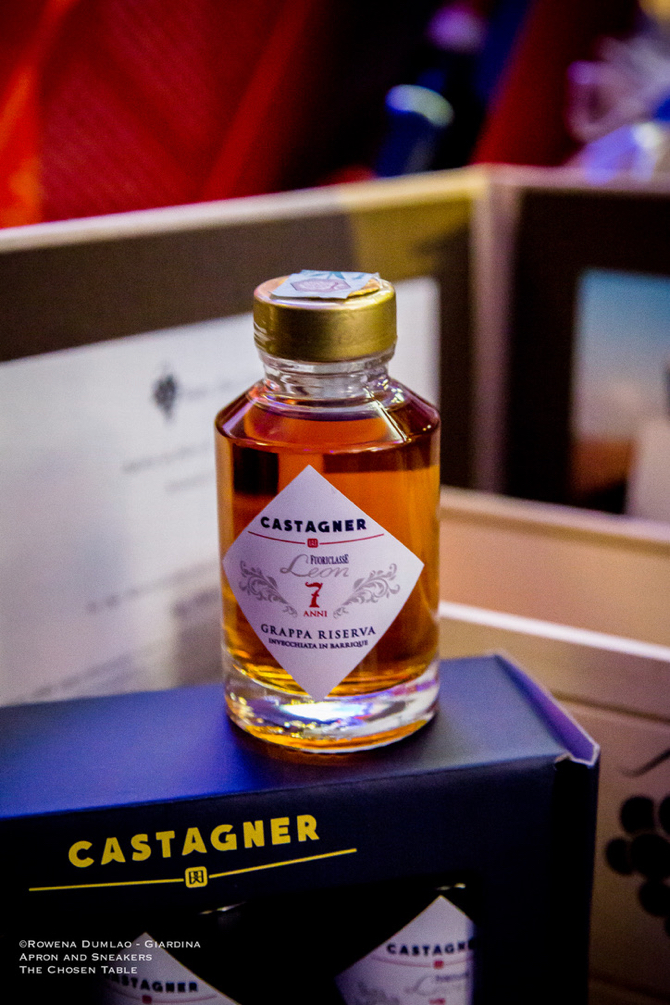 CASTAGNER
FUORICLASSE
Leon
7
ANNI
GRAPPA RISERVA
INVECCHIATA IN BARRIQUE
CASTAGNER
CASTAGNER
CASTAGNE
©Rowena Dumlao - Giardina
Apron and Sneakers
The Chosen Table